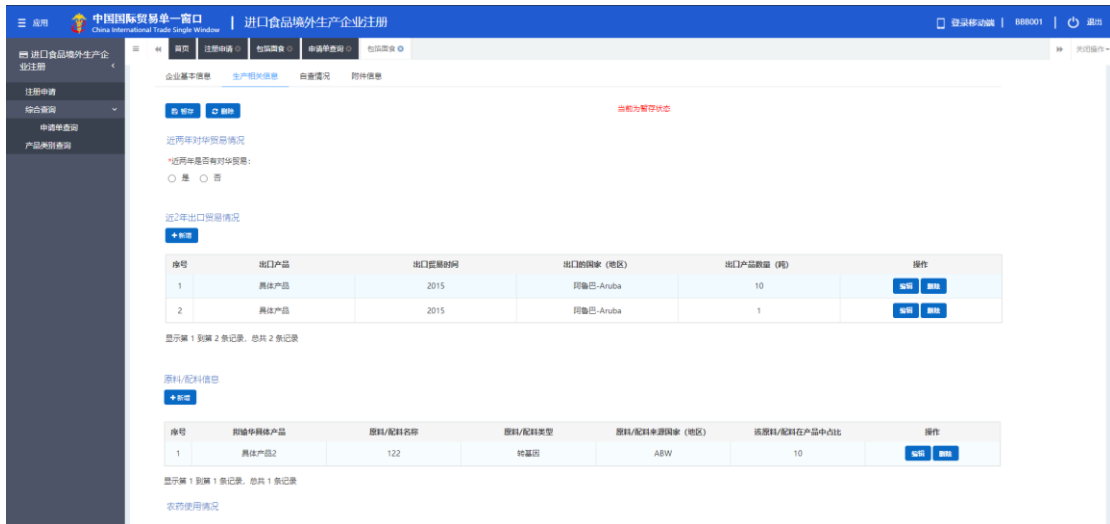 应用
中国国际贸易单一窗口
China International Trade Single Window
进口食品境外生产企业注册
登录移动端
BBB001
退出
进口食品境外生产企业注册
注册申请
综合查询
申请单查询
产品类别查询
首页
注册申请
包馅面食
申请单查询
包馅面食
关闭操作
企业基本信息
生产相关信息
自查情况
附件信息
暂存
删除
当前为暂存状态
近两年对华贸易情况
*近两年是否有对华贸易:
是 否
近2年出口贸易情况
+新增
序号 出口产品 出口贸易时间 出口的国家（地区） 出口产品数量（吨） 操作
1 具体产品 2015 阿鲁巴-Aruba 10 编辑 删除
2 具体产品 2015 阿鲁巴-Aruba 1 编辑 删除
显示第 1 到第 2 条记录，总共 2 条记录
原料/配料信息
+新增
序号 拟输华具体产品 原料/配料名称 原料/配料类型 原料/配料来源国家（地区） 该原料/配料在产品中占比 操作
1 具体产品2 122 转基因 ABW 10 编辑 删除
显示第 1 到第 1 条记录，总共 1 条记录
农药使用情况